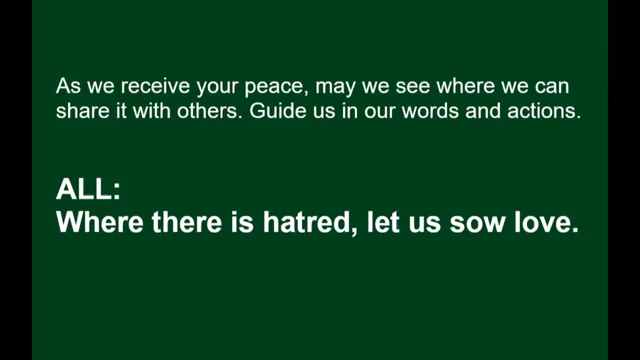 As we receive your peace, may we see where we can
share it with others. Guide us in our words and actions.
ALL:
Where there is hatred, let us sow love.